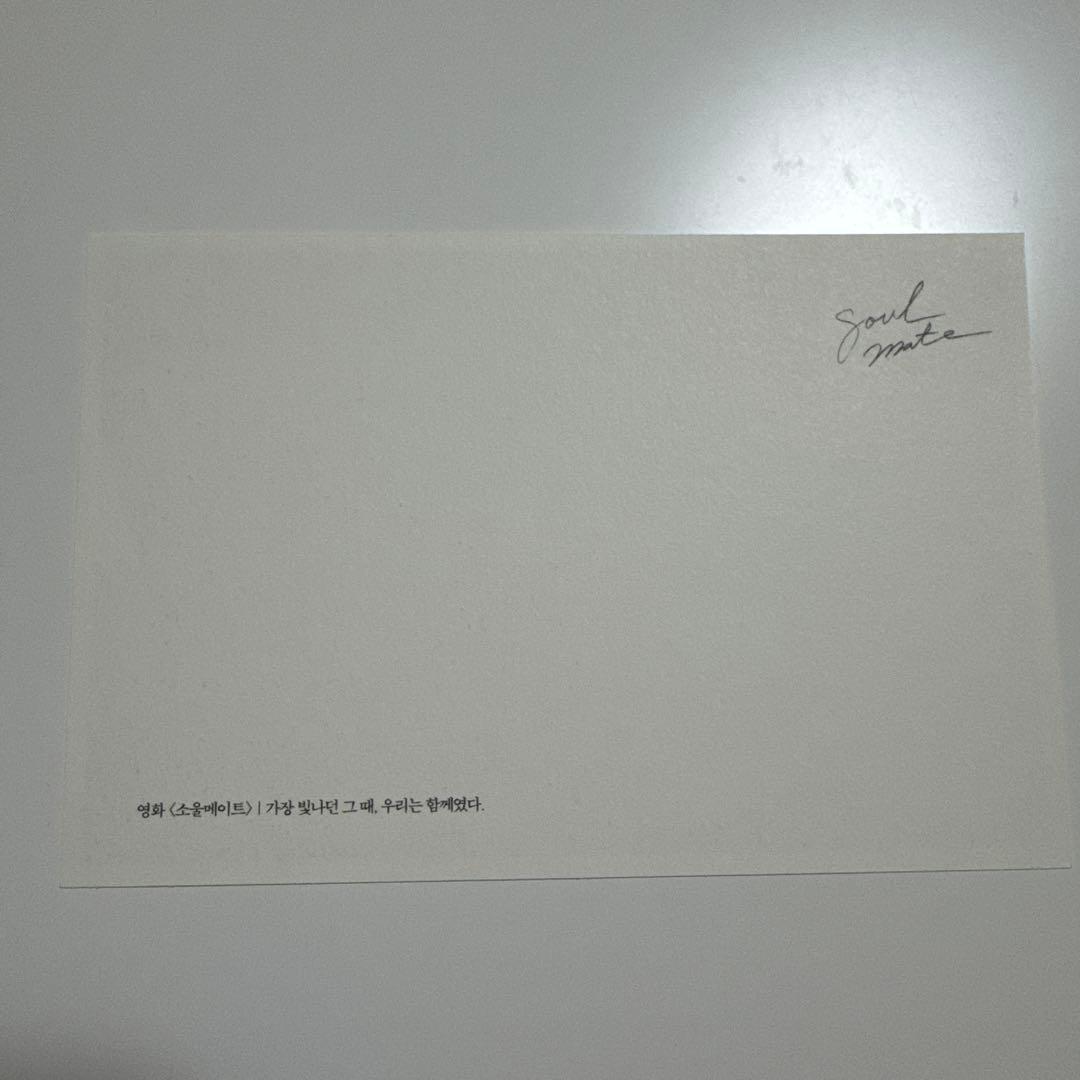 Soul
mate
영화 〈소울메이트〉 | 가장 빛나던 그 때, 우리는 함께였다.